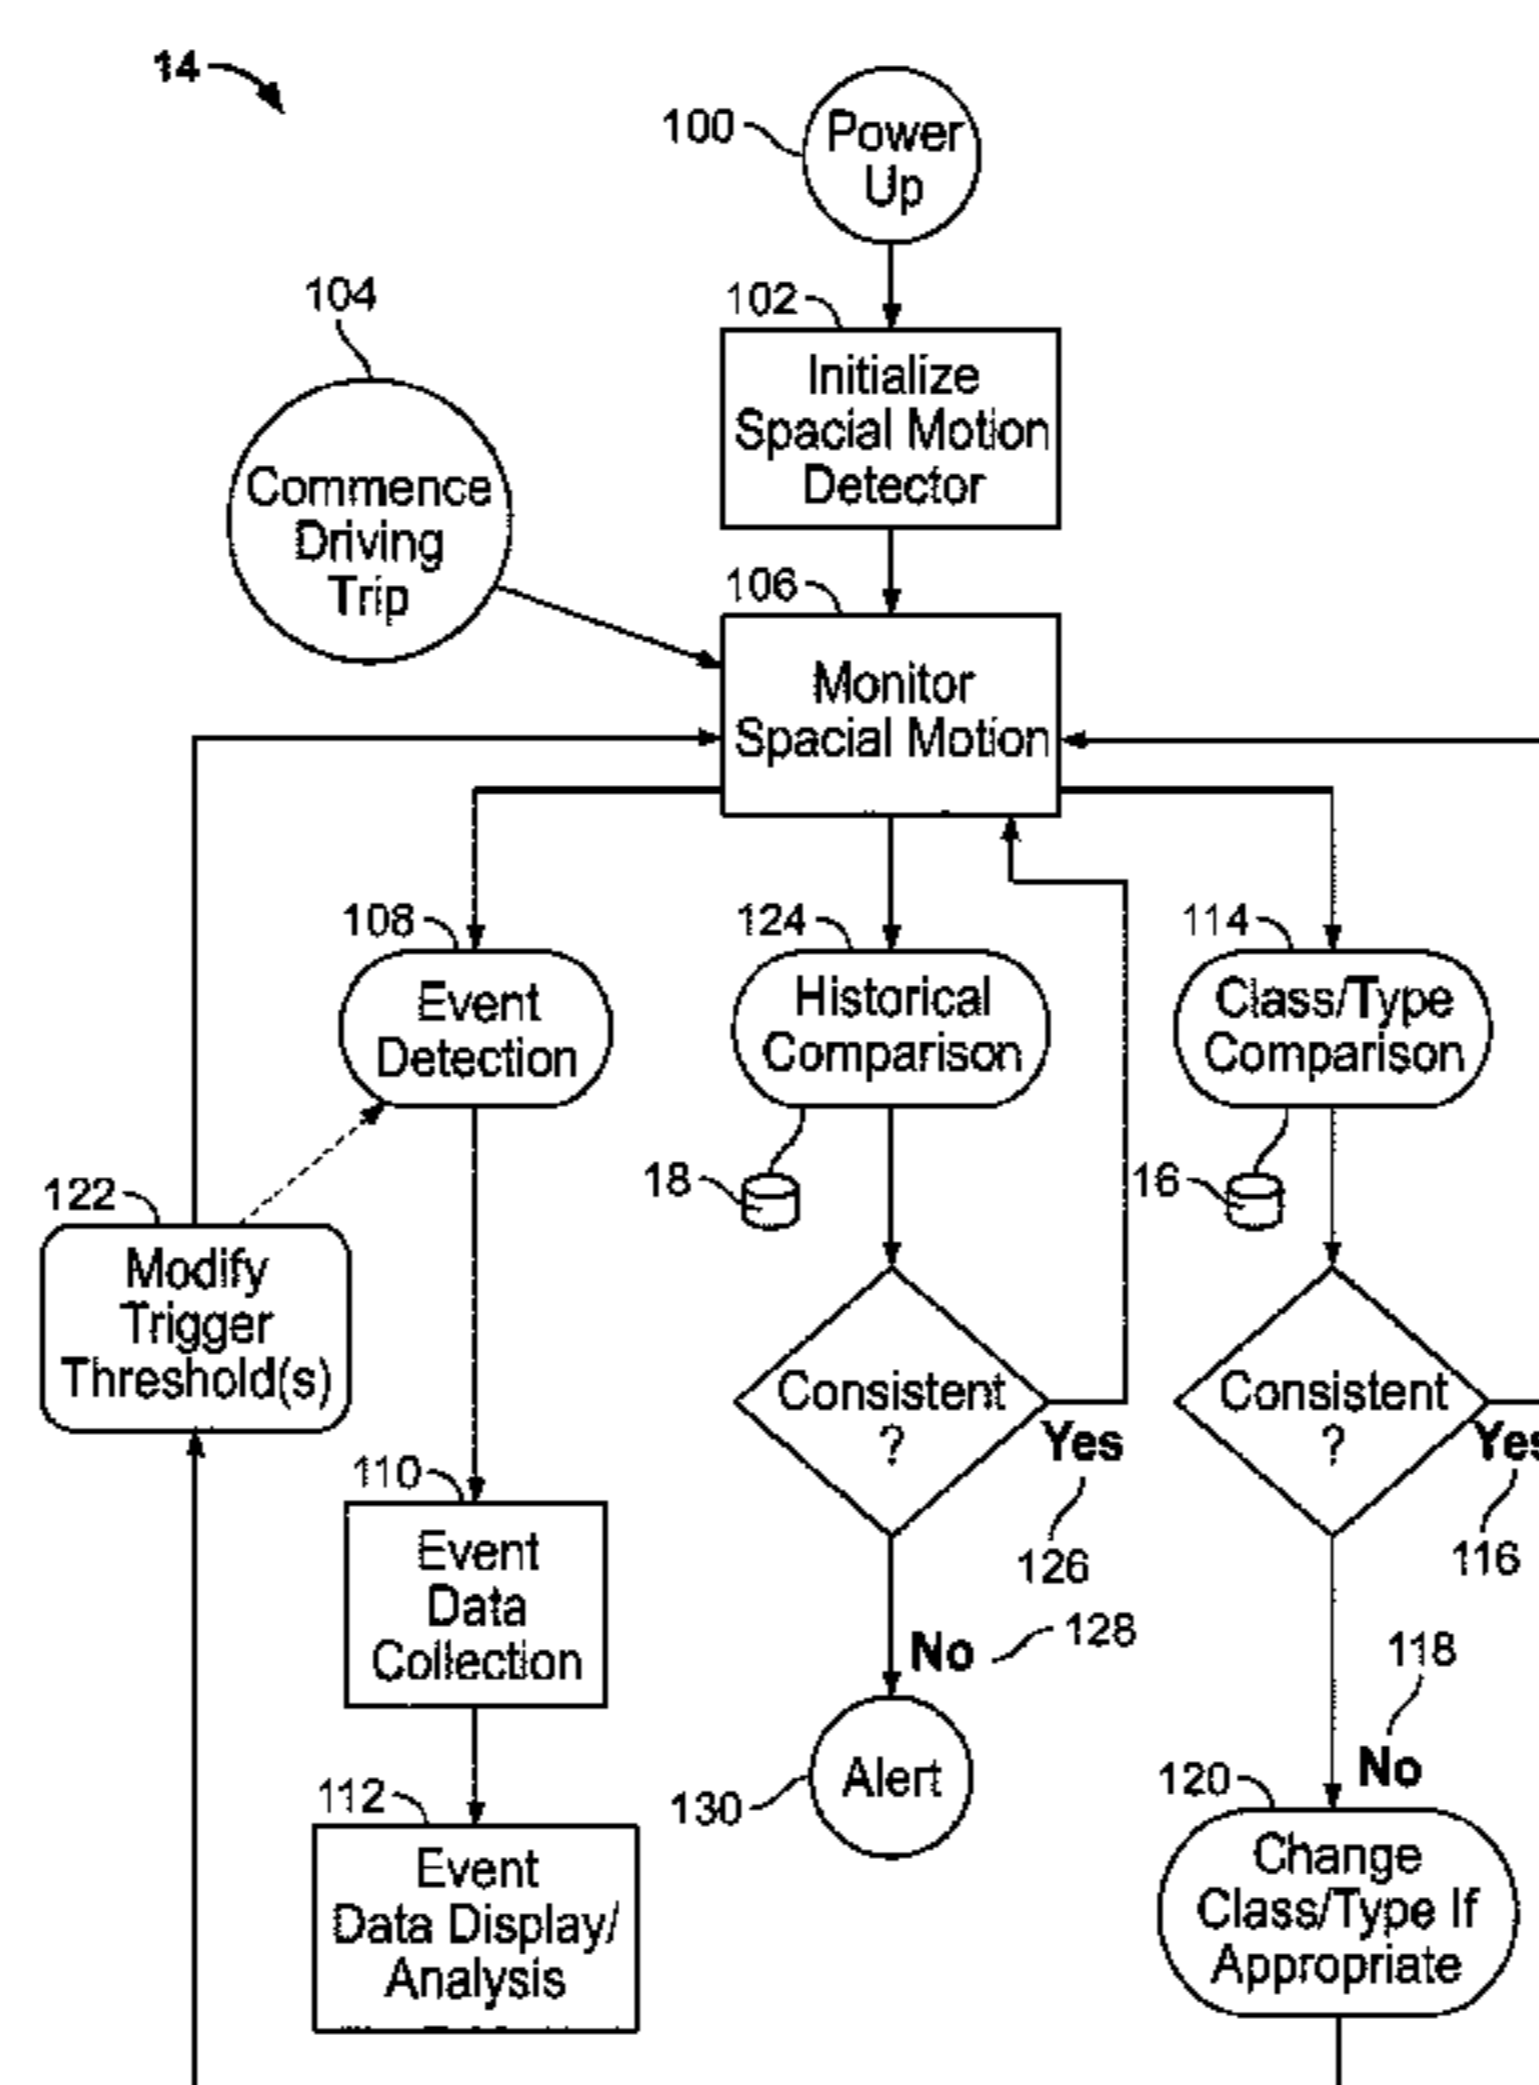 14
100
Power
Up
102
Initialize
Spacial Motion
Detector
104
Commence
Driving
Trip
106
Monitor
Spacial Motion
108
Event
Detection
124
Historical
Comparison
114
Class/Type
Comparison
18
16
122
Modify
Trigger
Threshold(s)
Consistent
?
Yes
126
Consistent
?
Yes
116
110
Event
Data
Collection
No
128
118
No
112
Event
Data Display/
Analysis
130
Alert
120
Change
Class/Type If
Appropriate